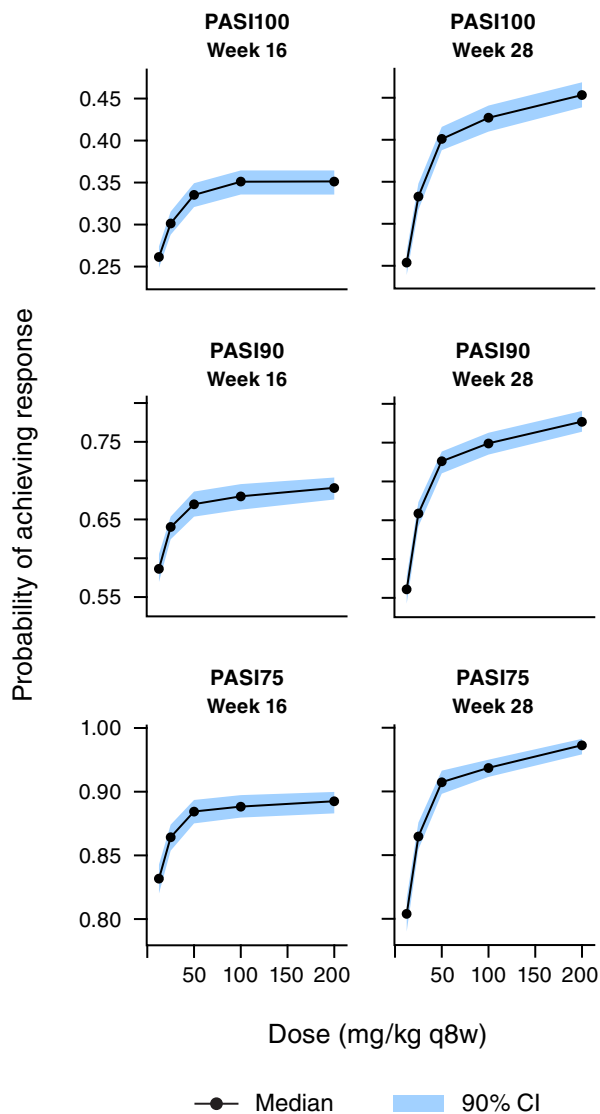 PASI100
Week 16
PASI100
Week 28
0.45
0.35
0.30
0.25
PASI90
Week 16
PASI90
Week 28
0.75
0.65
0.55
Probability of achieving response
PASI75
Week 16
PASI75
Week 28
1.00
0.90
0.85
0.80
50 100 150 200
50 100 150 200
Dose (mg/kg q8w)
Median
90% CI